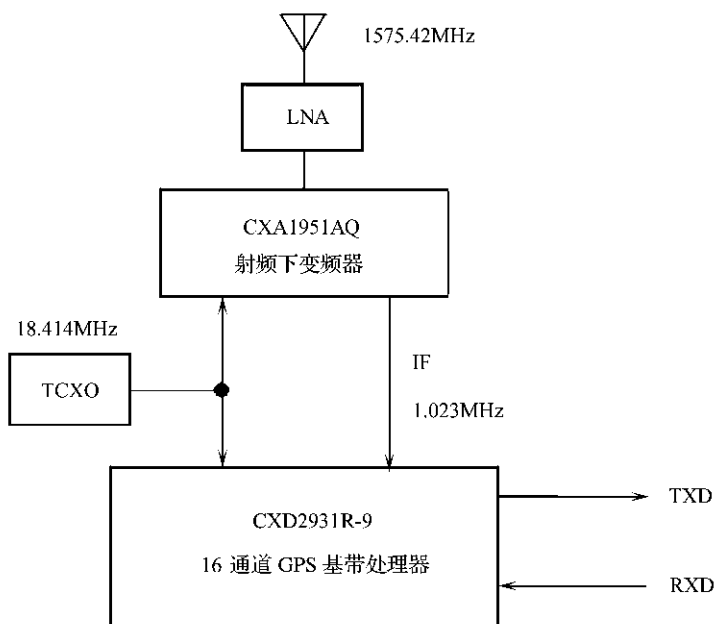 1575.42MHz
LNA
CXA1951AQ
射频下变频器
18.414MHz
TCXO
IF
1.023MHz
CXD2931R-9
16 通道 GPS 基带处理器
TXD
RXD